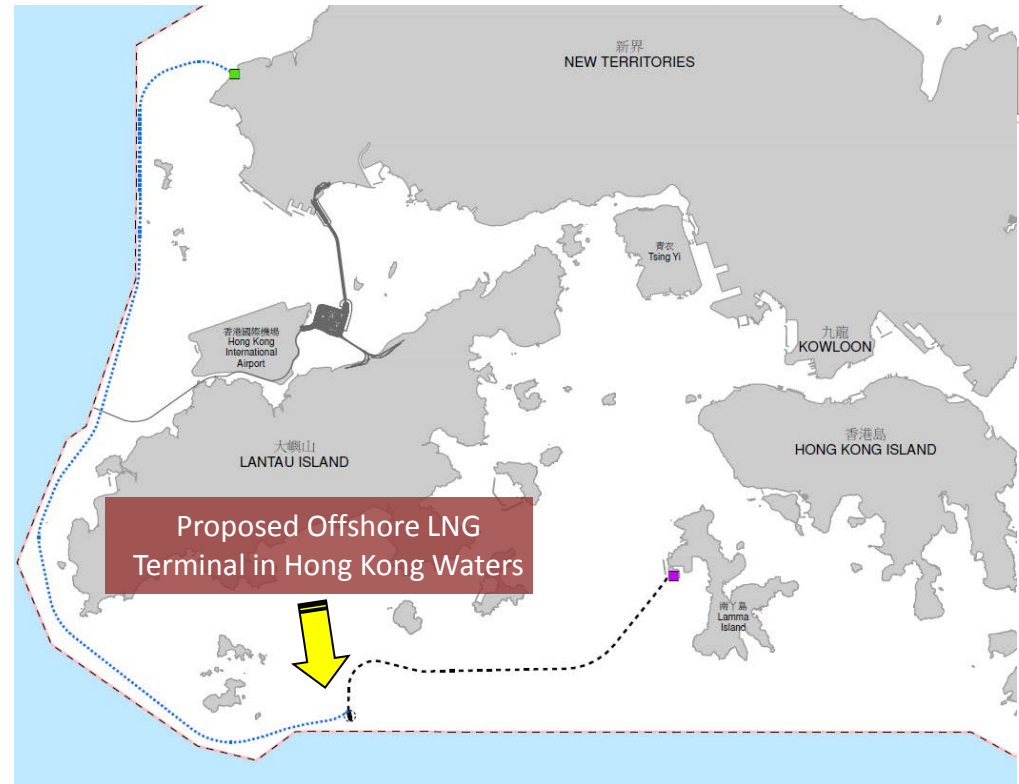 新界
NEW TERRITORIES
青衣
Tsing Yi
香港國際機場
Hong Kong
International
Airport
九龍
KOWLOON
大嶼山
LANTAU ISLAND
香港島
HONG KONG ISLAND
Proposed Offshore LNG
Terminal in Hong Kong Waters
南丫島
Lamma
Island